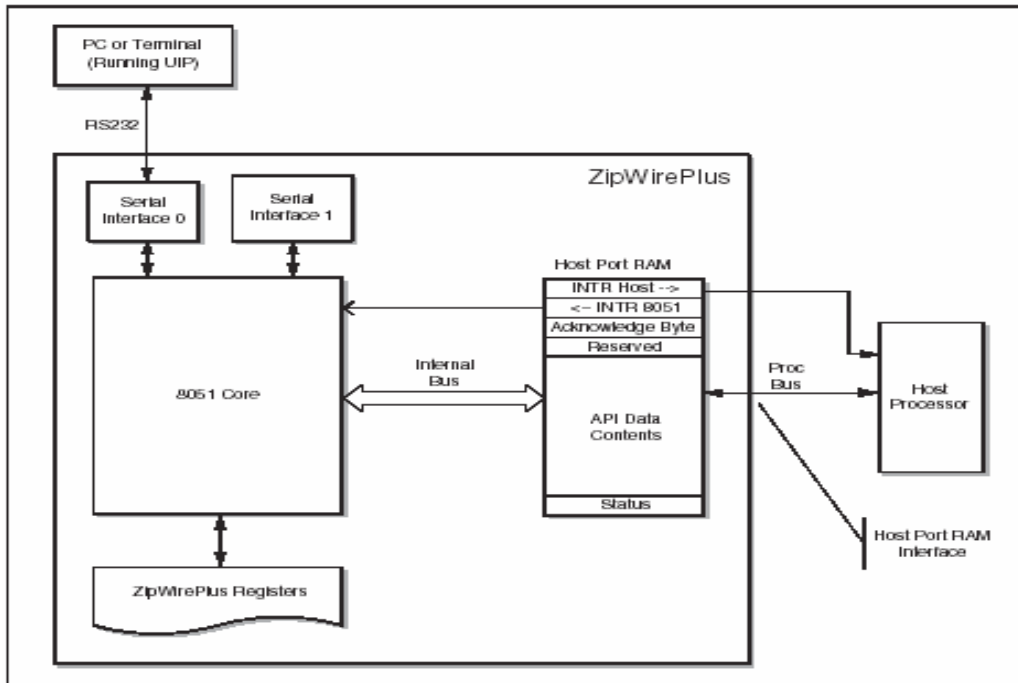 PC or Terminal
(Running UIP)
RS232
ZipWirePlus
Serial
Interface 0
Serial
Interface 1
Host Port RAM
INTR Host -->
<-- INTR 8051
Acknowledge Byte
Reserved
Internal
Bus
8051 Core
API Data
Contents
Proc
Bus
Host
Processor
Status
Host Port RAM
Interface
ZipWirePlus Registers